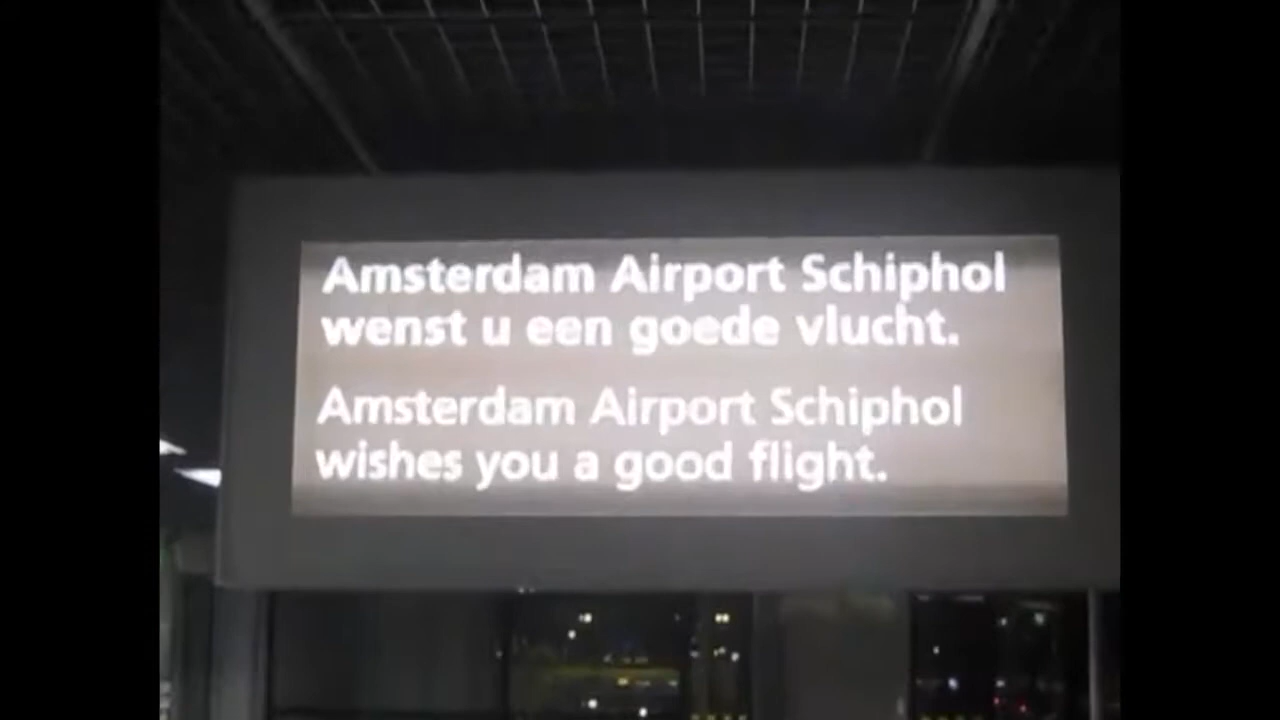 Amsterdam Airport Schiphol
wenst u een goede vlucht.
Amsterdam Airport Schiphol
wishes you a good flight.